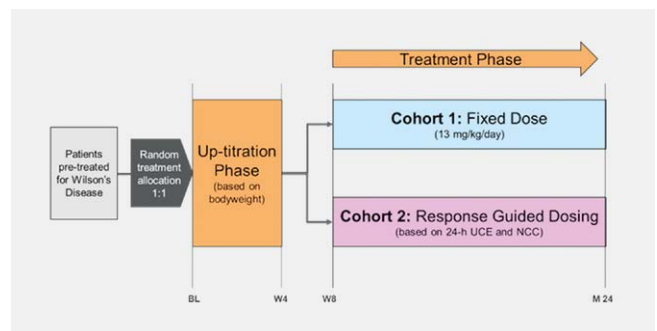 Treatment Phase
Patients
pre-treated
for Wilson's
Disease
Random
treatment
allocation
1:1
Up-titration
Phase
(based on
bodyweight)
Cohort 1: Fixed Dose
(13 mg/kg/day)
Cohort 2: Response Guided Dosing
(based on 24-h UCE and NCC)
BL
W4
W8
M 24